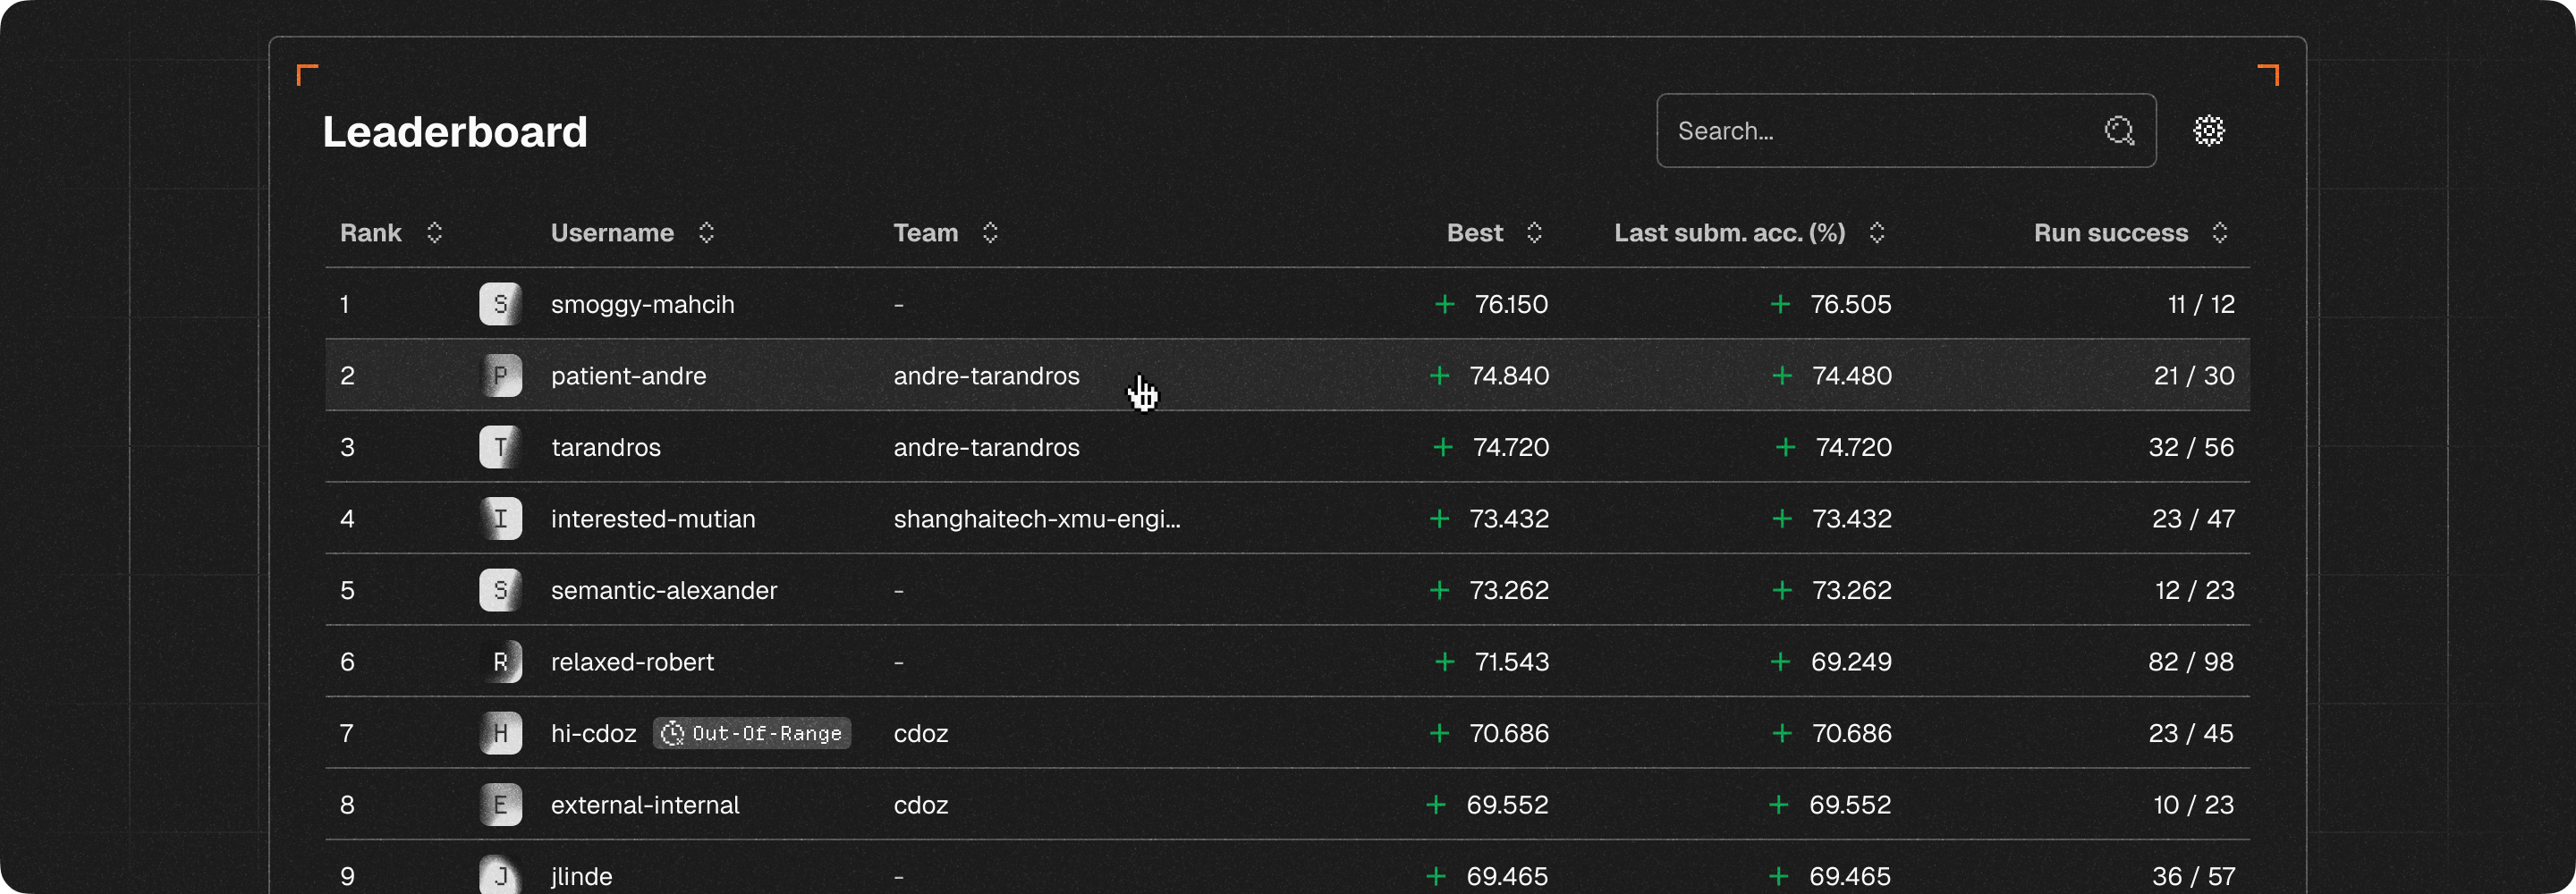 Leaderboard
Search...
Rank Username Team Best Last subm. acc. (%) Run success
1 S smoggy-mahcih - + 76.150 + 76.505 11 / 12
2 P patient-andre andre-tarandros + 74.840 + 74.480 21 / 30
3 T tarandros andre-tarandros + 74.720 + 74.720 32 / 56
4 I interested-mutian shanghaitech-xmu-engi... + 73.432 + 73.432 23 / 47
5 S semantic-alexander - + 73.262 + 73.262 12 / 23
6 R relaxed-robert - + 71.543 + 69.249 82 / 98
7 H hi-cdoz Out-Of-Range cdoz + 70.686 + 70.686 23 / 45
8 E external-internal cdoz + 69.552 + 69.552 10 / 23
9 J jlinde - + 69.465 + 69.465 36 / 57